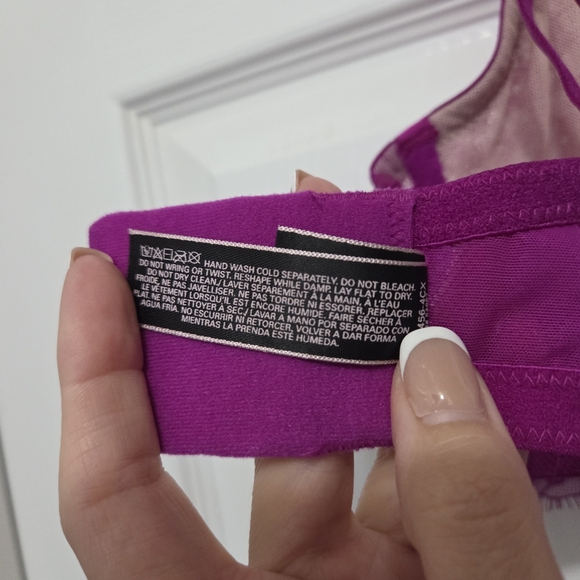 HAND WASH COLD SEPARATELY. DO NOT BLEACH.
DO NOT WRING OR TWIST. RESHAPE WHILE DAMP. LAY FLAT TO DRY.
DO NOT DRY CLEAN./ LAVER SÉPAREMENT À LA MAIN, À L'EAU
FROIDE, NE PAS JAVELLISER. NE PAS TORDRE NI ESSORER, REPLACER
LE VÊTEMENT LORSQU'IL EST ENCORE HUMIDE. FAIRE SÉCHER À
PLAT. NE PAS NETTOYER À SEC./ LAVAR A MANO POR SEPARADO CON
AGUA FRIA. NO ESCURRIR NI RETORCER. VOLVER A DAR FORMA
MIENTRAS LA PRENDA ESTÉ HUMEDA.